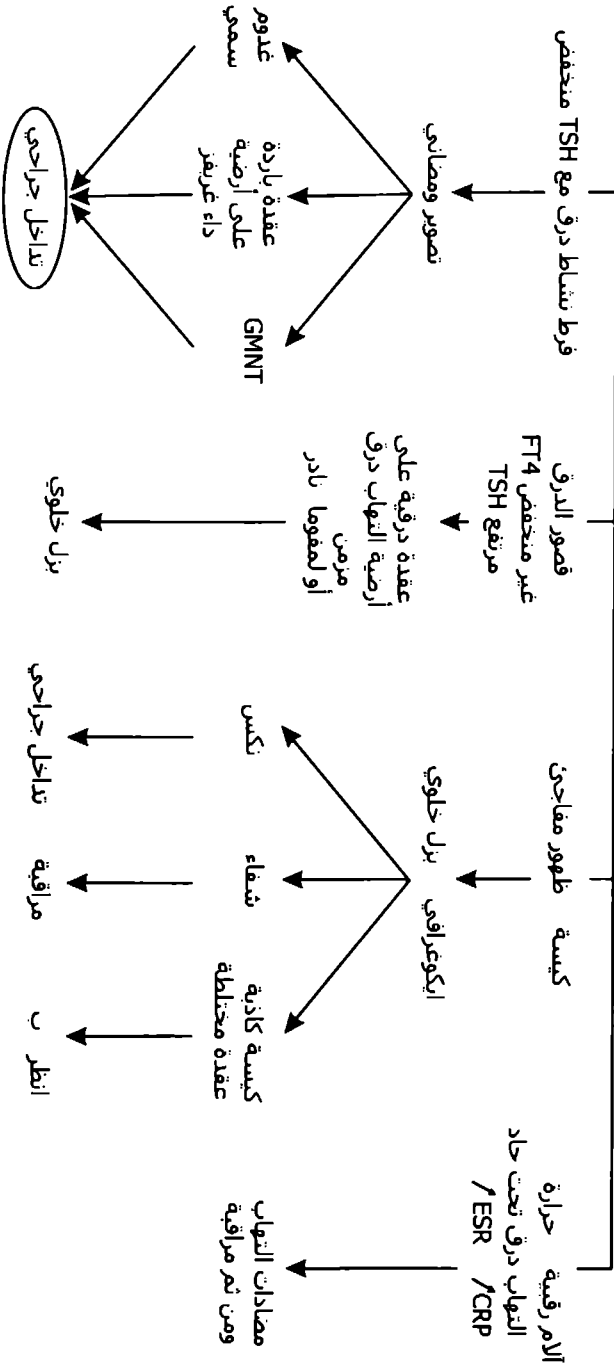 آلام رقبية حرارة
التهاب درق تحت حاد
↗ESR ↗CRP
مضادات التهاب
ومن ثم مراقبة
كيسة ظهور مفاجئ
ايكوغرافي بزل خلوي
كيسة كاذبة
عقدة مختلطة
شفاء
نكس
انظر ب
مراقبة
تداخل جراحي
قصور الدرق
غير منخفض FT4
مرتفع TSH
عقدة درقية على
أرضية التهاب درق
مزمن
أو لمفوما نادر
بزل خلوي
فرط نشاط درق مع TSH منخفض
تصوير ومضاني
GMNT
عقدة باردة
على أرضية
داء غريفز
غدوم
سمي
تداخل جراحي